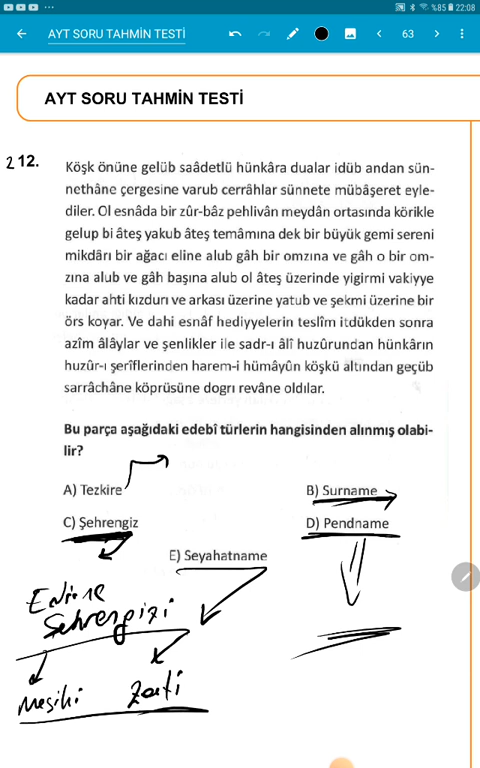 %85 22:08
AYT SORU TAHMİN TESTİ
63
AYT SORU TAHMİN TESTİ
2 12.
Köşk önüne gelüb saâdetlü hünkâra dualar idüb andan sün-
nethâne çergesine varub cerrâhlar sünnete mübâşeret eyle-
diler. Ol esnâda bir zûr-bâz pehlivân meydân ortasında körikle
gelup bi âteş yakub âteş temâmına dek bir büyük gemi sereni
mikdârı bir ağacı eline alub gâh bir omzına ve gâh o bir om-
zına alub ve gâh başına alub ol âteş üzerinde yigirmi vakiyye
kadar ahti kızdurı ve arkası üzerine yatub ve şekmi üzerine bir
örs koyar. Ve dahi esnâf hediyyelerin teslîm itdükden sonra
azîm âlâylar ve şenlikler ile sadr-ı âlî huzûrundan hünkârın
huzûr-ı şerîflerinden harem-i hümâyûn köşkü altından geçüb
sarrâchâne köprüsüne dogrı revâne oldılar.
Bu parça aşağıdaki edebî türlerin hangisinden alınmış olabi-
lir?
A) Tezkire
B) Surname
C) Şehrengiz
D) Pendname
E) Seyahatname
Edirne
Şehrengizi
Mesihi Zati